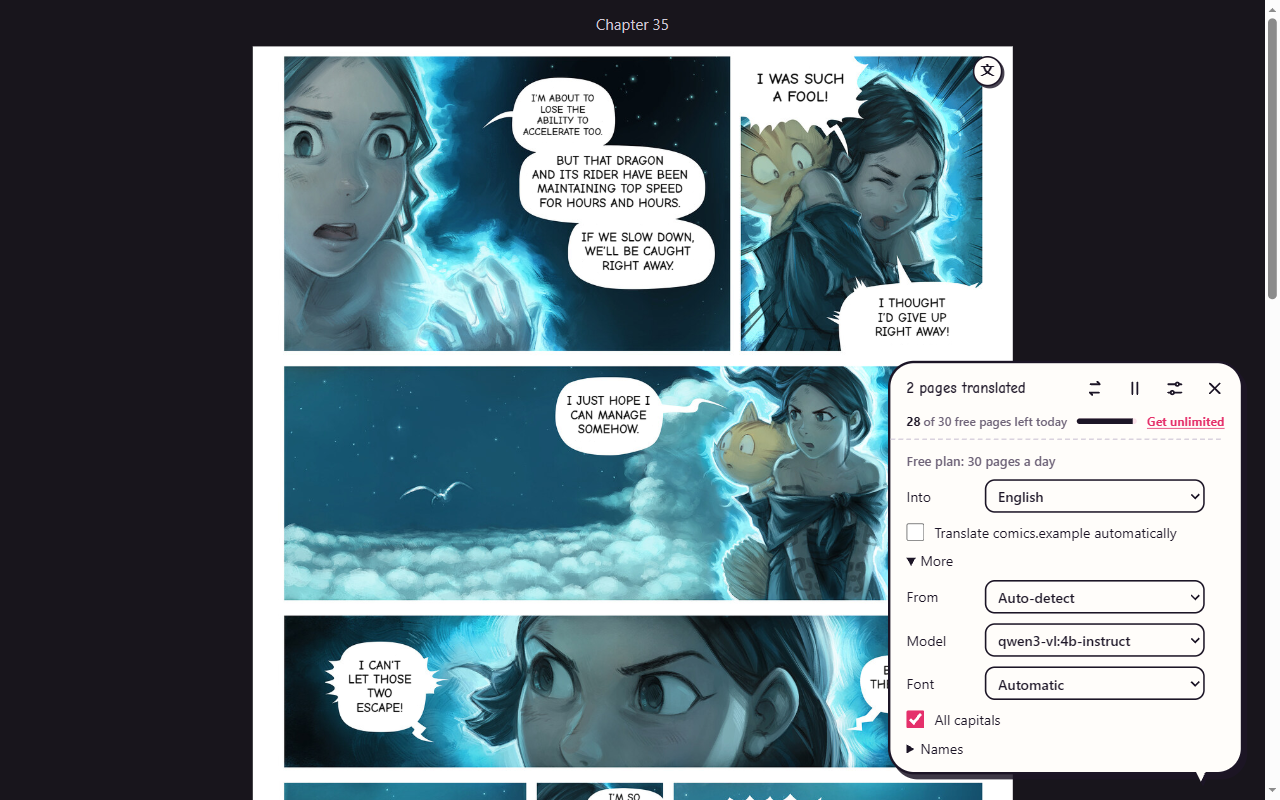 Chapter 35
I'M ABOUT TO
LOSE THE
ABILITY TO
ACCELERATE TOO.
BUT THAT DRAGON
AND ITS RIDER HAVE BEEN
MAINTAINING TOP SPEED
FOR HOURS AND HOURS.
IF WE SLOW DOWN,
WE'LL BE CAUGHT
RIGHT AWAY.
I WAS SUCH
A FOOL!
文
I THOUGHT
I'D GIVE UP
RIGHT AWAY!
I JUST HOPE I
CAN MANAGE
SOMEHOW.
I CAN'T
LET THOSE
TWO
ESCAPE!
I'M SO
2 pages translated
28 of 30 free pages left today
Get unlimited
Free plan: 30 pages a day
Into
English
Translate comics.example automatically
More
From
Auto-detect
Model
qwen3-vl:4b-instruct
Font
Automatic
All capitals
Names